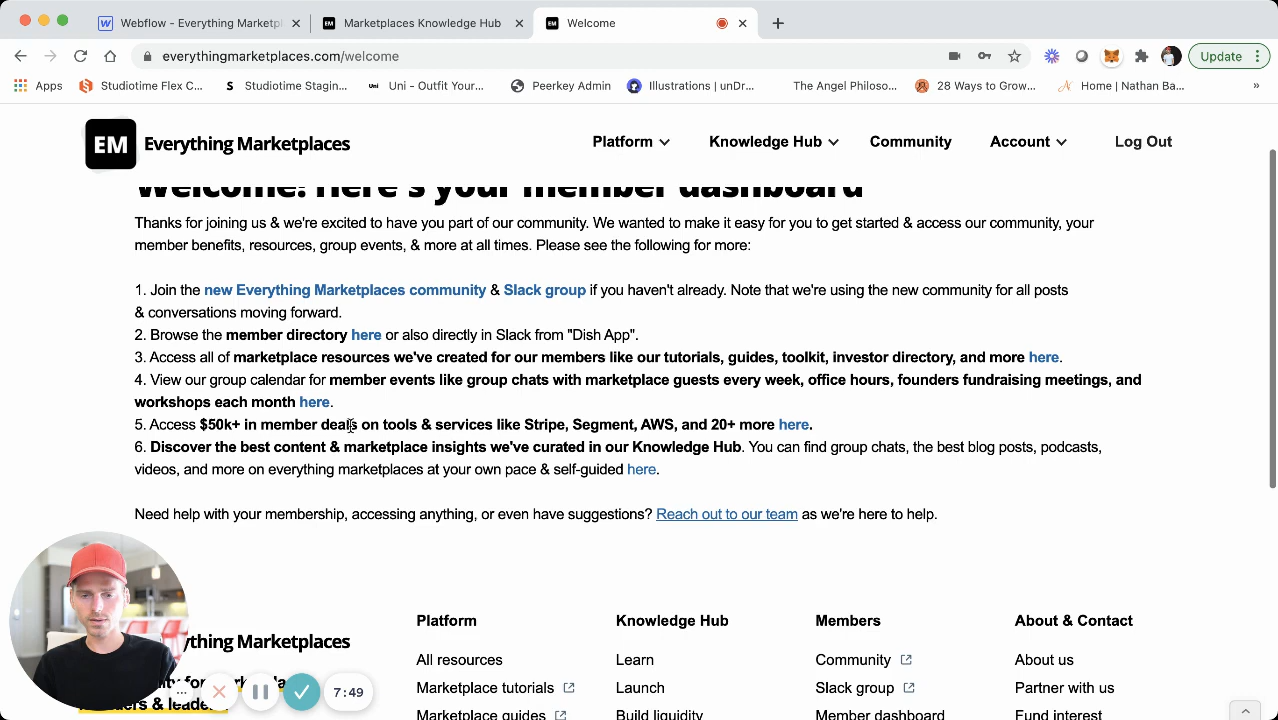 Webflow - Everything Marketpl
Marketplaces Knowledge Hub
Welcome
everythingmarketplaces.com/welcome
Update
Apps
Studiotime Flex C...
Studiotime Stagin...
Uni - Outfit Your...
Peerkey Admin
Illustrations | unDr...
The Angel Philoso...
28 Ways to Grow...
Home | Nathan Ba...
EM Everything Marketplaces
Platform
Knowledge Hub
Community
Account
Log Out
Welcome! Here's your member dashboard
Thanks for joining us & we're excited to have you part of our community. We wanted to make it easy for you to get started & access our community, your
member benefits, resources, group events, & more at all times. Please see the following for more:
1. Join the new Everything Marketplaces community & Slack group if you haven't already. Note that we're using the new community for all posts
& conversations moving forward.
2. Browse the member directory here or also directly in Slack from "Dish App".
3. Access all of marketplace resources we've created for our members like our tutorials, guides, toolkit, investor directory, and more here.
4. View our group calendar for member events like group chats with marketplace guests every week, office hours, founders fundraising meetings, and
workshops each month here.
5. Access $50k+ in member deals on tools & services like Stripe, Segment, AWS, and 20+ more here.
6. Discover the best content & marketplace insights we've curated in our Knowledge Hub. You can find group chats, the best blog posts, podcasts,
videos, and more on everything marketplaces at your own pace & self-guided here.
Need help with your membership, accessing anything, or even have suggestions? Reach out to our team as we're here to help.
Platform
Knowledge Hub
Members
About & Contact
ything Marketplaces
All resources
Learn
Community
About us
Marketplace tutorials
Launch
Slack group
Partner with us
7:49
Marketplace guides
Build liquidity
Member dashboard
Fund interest